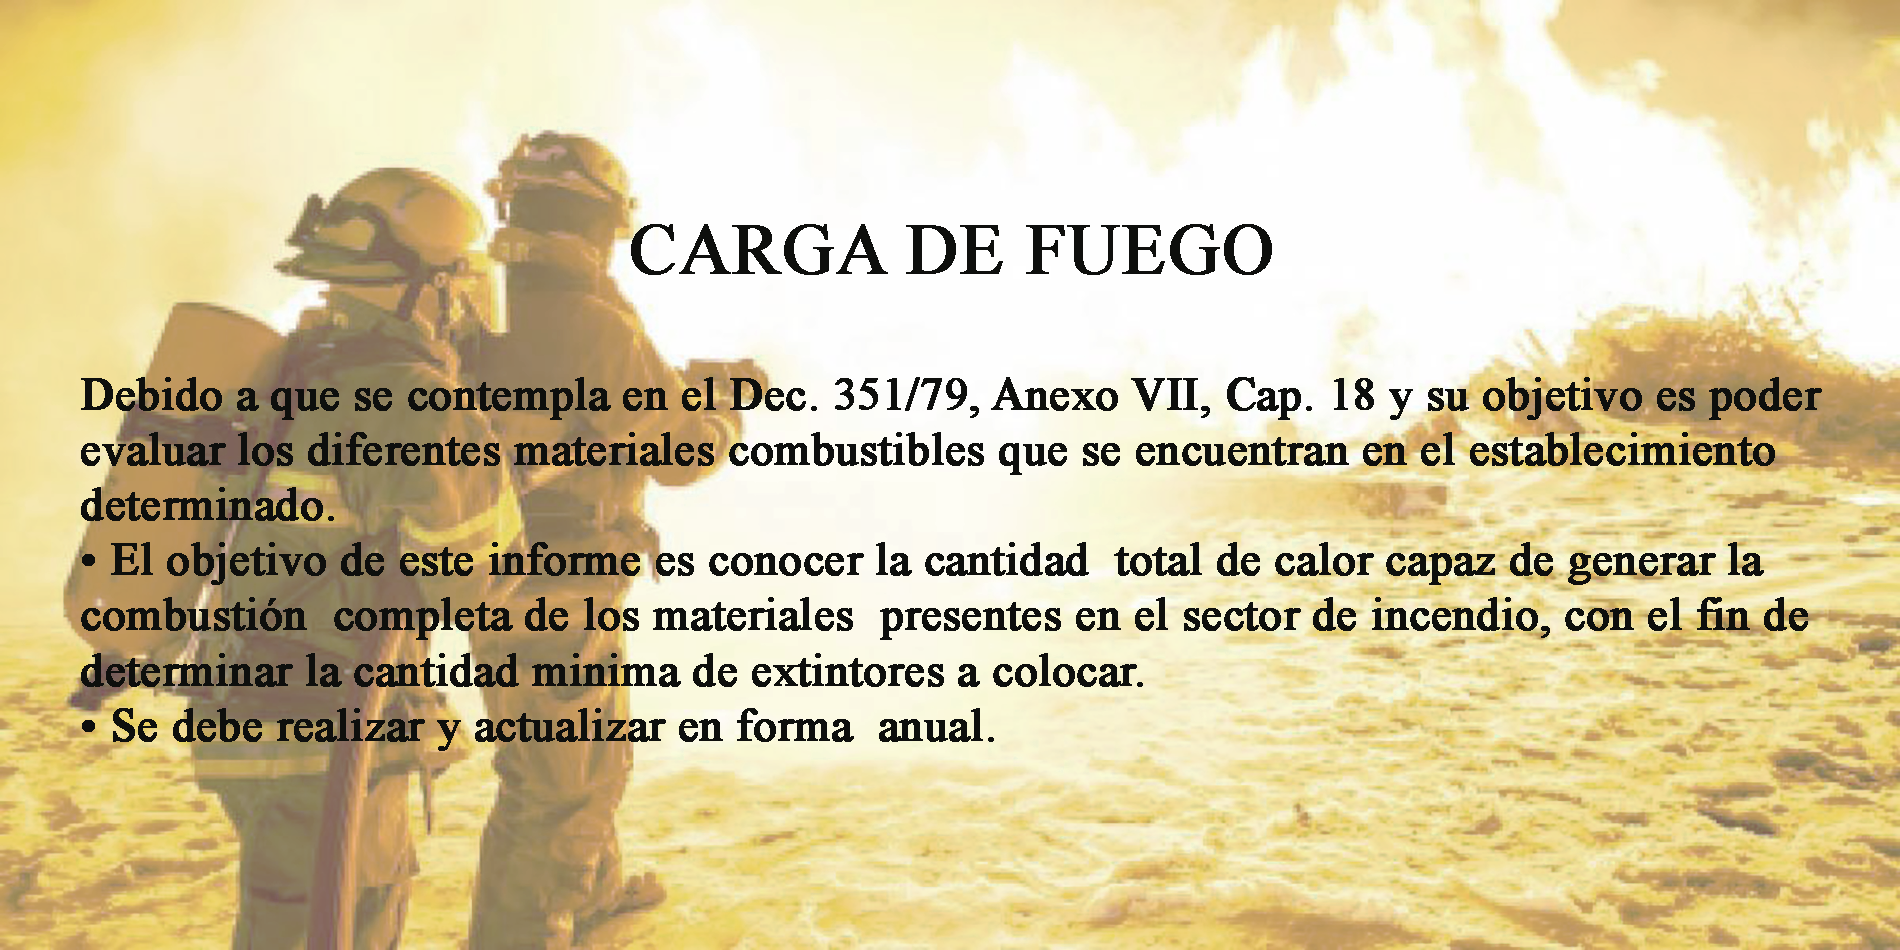 CARGA DE FUEGO
Debido a que se contempla en el Dec. 351/79, Anexo VII, Cap. 18 y su objetivo es poder
evaluar los diferentes materiales combustibles que se encuentran en el establecimiento
determinado.
• El objetivo de este informe es conocer la cantidad  total de calor capaz de generar la
combustión  completa de los materiales  presentes en el sector de incendio, con el fin de
determinar la cantidad minima de extintores a colocar.
• Se debe realizar y actualizar en forma  anual.